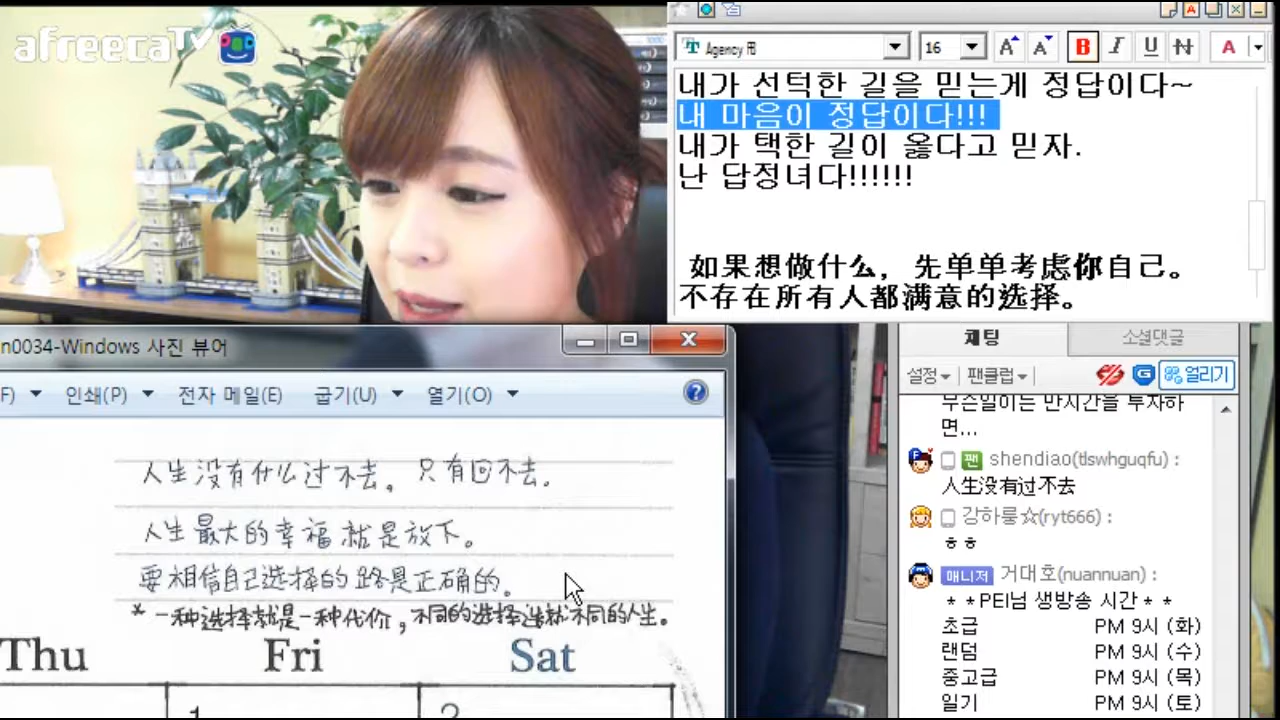 afreecaTV
Agency FB
16
내가 선턱한 길을 믿는게 정답이다~
내 마음이 정답이다!!!
내가 택한 길이 옳다고 믿자.
난 답정녀다!!!!!!
如果想做什么，先单单考虑你自己。
不存在所有人都满意的选择。
n0034-Windows 사진 뷰어
F) 인쇄(P) 전자 메일(E) 굽기(U) 열기(O)
人生没有什么过不去，只有回不去。
人生最大的幸福就是放下。
要相信自己选择的路是正确的。
* 一种选择就是一种代价，不同的选择造就不同的人生。
Thu Fri Sat
1 2
채팅 소셜댓글
설정 팬클럽 얼리기
무슨일이든 만시간을 투자하
면...
팬 shendiao(tlswhguqfu) :
人生没有过不去
강하룽☆(ryt666) :
ㅎㅎ
매니저 거대호(nuannuan) :
* *PEI님 생방송 시간* *
초급 PM 9시 (화)
랜덤 PM 9시 (수)
중고급 PM 9시 (목)
일기 PM 9시 (토)